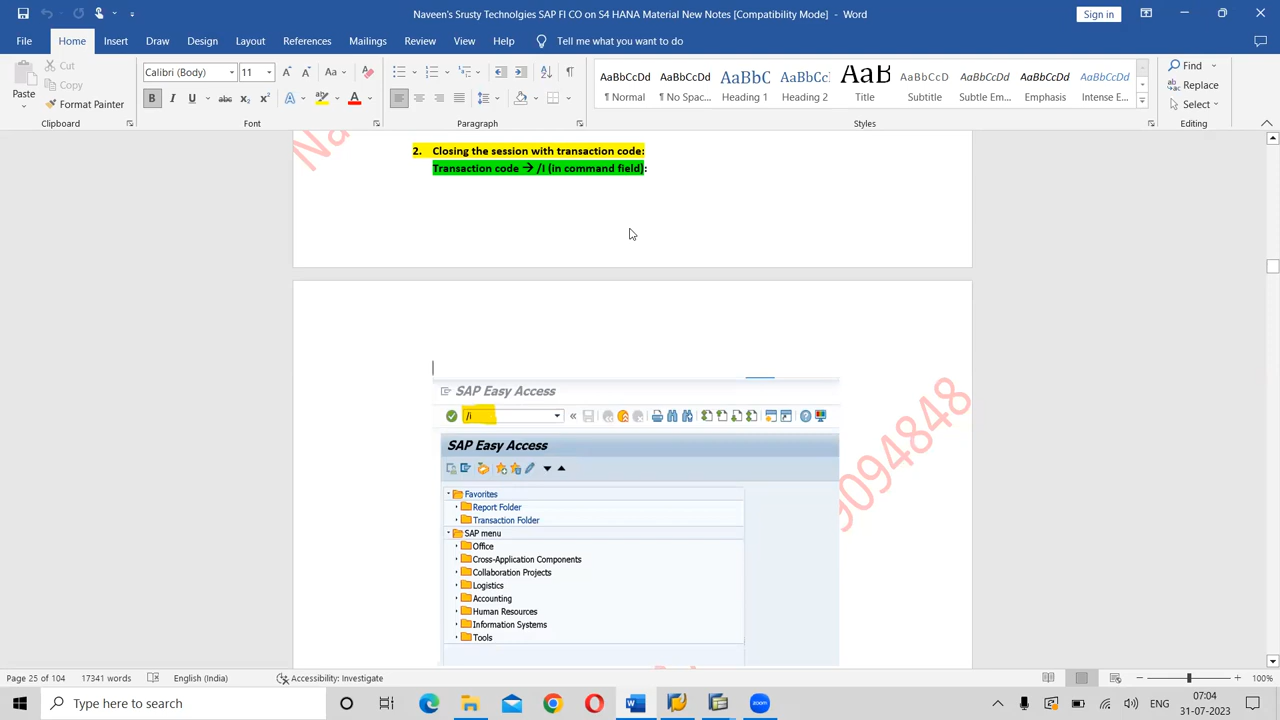 Naveen's Srusty Technolgies SAP FI CO on S4 HANA Material New Notes [Compatibility Mode] - Word
Sign in
File Home Insert Draw Design Layout References Mailings Review View Help Tell me what you want to do
Paste
Cut
Copy
Format Painter
Clipboard
Calibri (Body) 11
Font
Paragraph
AaBbCcDd AaBbCcDd AaBbC AaBbCc AaB AaBbCcD AaBbCcDd AaBbCcDd AaBbCcDd
¶ Normal ¶ No Spac... Heading 1 ¶ Heading 2 Title Subtitle Subtle Em... Emphasis Intense E...
Styles
Find
Replace
Select
Editing
Na
2. Closing the session with transaction code:
Transaction code → /I (in command field):
SAP Easy Access
/i
SAP Easy Access
Favorites
Report Folder
Transaction Folder
SAP menu
Office
Cross-Application Components
Collaboration Projects
Logistics
Accounting
Human Resources
Information Systems
Tools
9094848
Page 25 of 104 17341 words English (India) Accessibility: Investigate 100%
Type here to search
zoom
ENG
07:04
31-07-2023